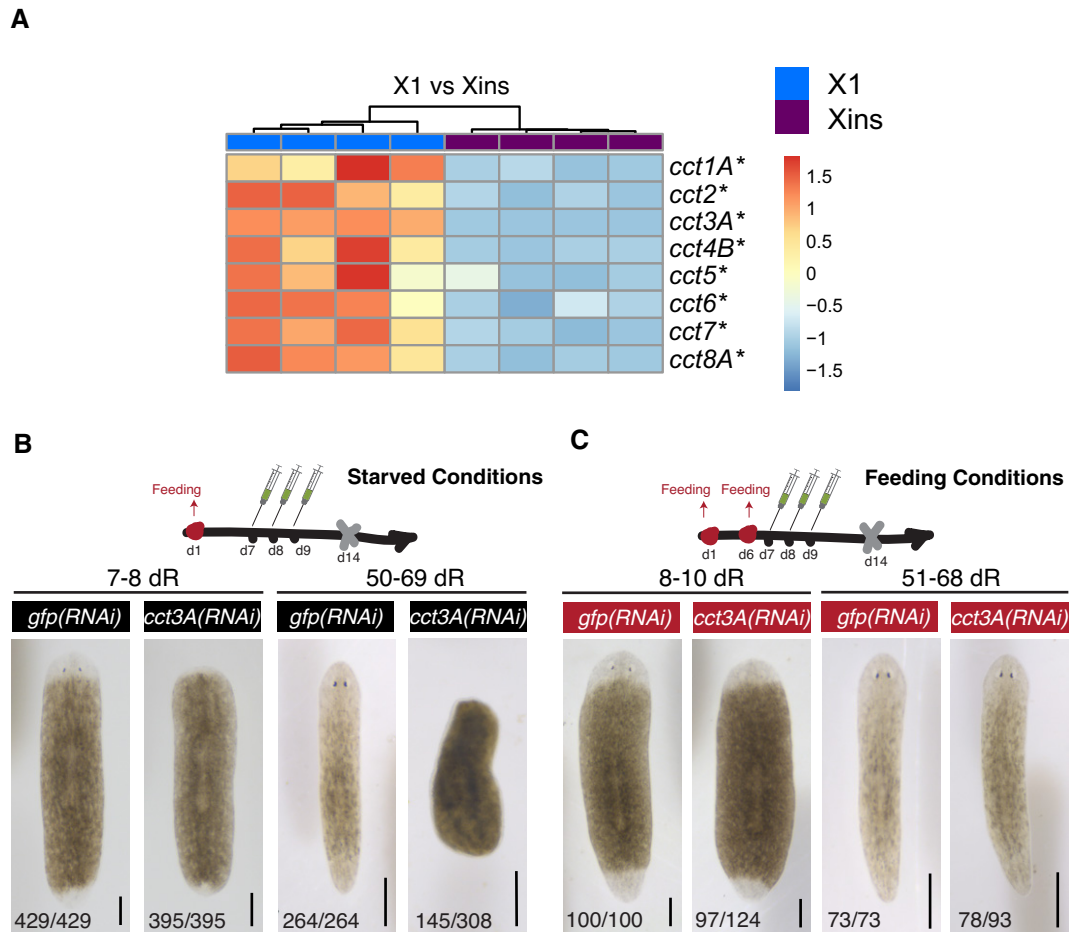 A
X1 vs Xins
X1
Xins
cct1A*
cct2*
cct3A*
cct4B*
cct5*
cct6*
cct7*
cct8A*
1.5
1
0.5
0
−0.5
−1
−1.5
B
Starved Conditions
Feeding
d1
d7
d8
d9
d14
7-8 dR
50-69 dR
gfp(RNAi)
cct3A(RNAi)
gfp(RNAi)
cct3A(RNAi)
429/429
395/395
264/264
145/308
C
Feeding Conditions
Feeding
Feeding
d1
d6
d7
d8
d9
d14
8-10 dR
51-68 dR
gfp(RNAi)
cct3A(RNAi)
gfp(RNAi)
cct3A(RNAi)
100/100
97/124
73/73
78/93